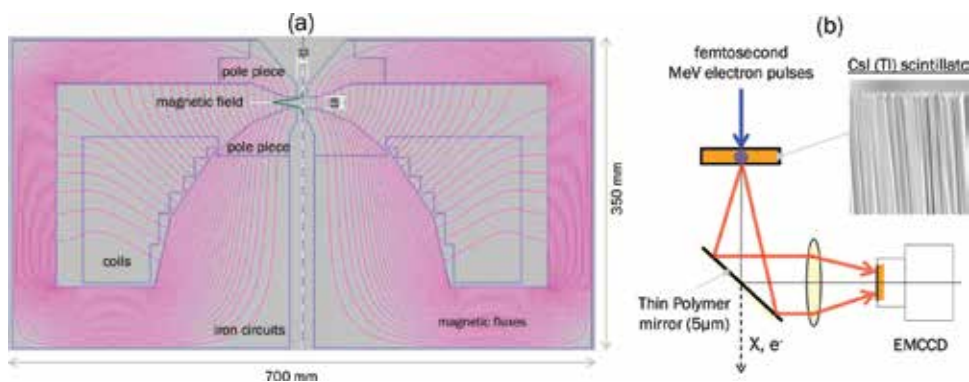 (a)
pole piece
magnetic field
18
pole piece
coils
iron circuits
magnetic fluxes
350 mm
700 mm
(b)
femtosecond
MeV electron pulses
CsI (Tl) scintillato
Thin Polymer
mirror (5µm)
X, e-
EMCCD